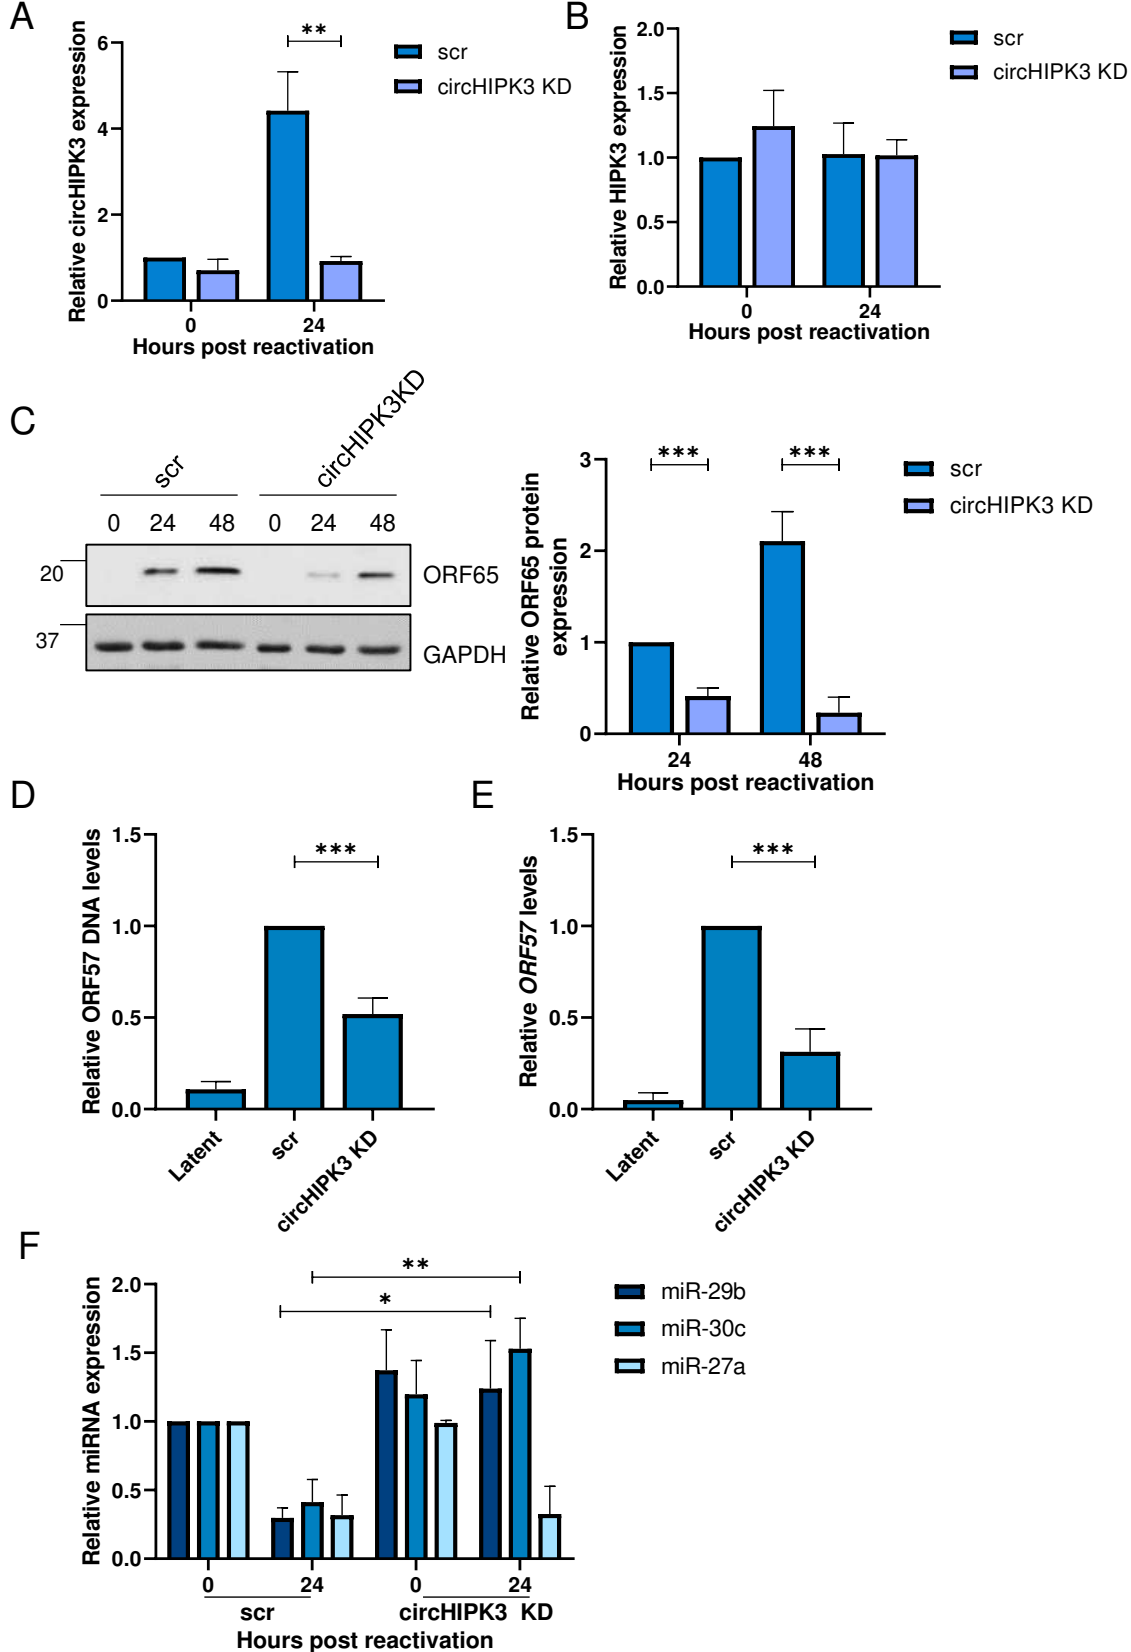 A
Relative circHIPK3 expression
6
4
2
0
**
scr
circHIPK3 KD
0
24
Hours post reactivation
B
Relative HIPK3 expression
2.0
1.5
1.0
0.5
0.0
scr
circHIPK3 KD
0
24
Hours post reactivation
C
scr
circHIPK3KD
0 24 48 0 24 48
20
ORF65
37
GAPDH
Relative ORF65 protein
expression
3
2
1
0
***
***
scr
circHIPK3 KD
24
48
Hours post reactivation
D
Relative ORF57 DNA levels
1.5
1.0
0.5
0.0
***
Latent
scr
circHIPK3 KD
E
Relative ORF57 levels
1.5
1.0
0.5
0.0
***
Latent
scr
circHIPK3 KD
F
Relative miRNA expression
2.0
1.5
1.0
0.5
0.0
**
*
miR-29b
miR-30c
miR-27a
0 24 0 24
scr circHIPK3 KD
Hours post reactivation